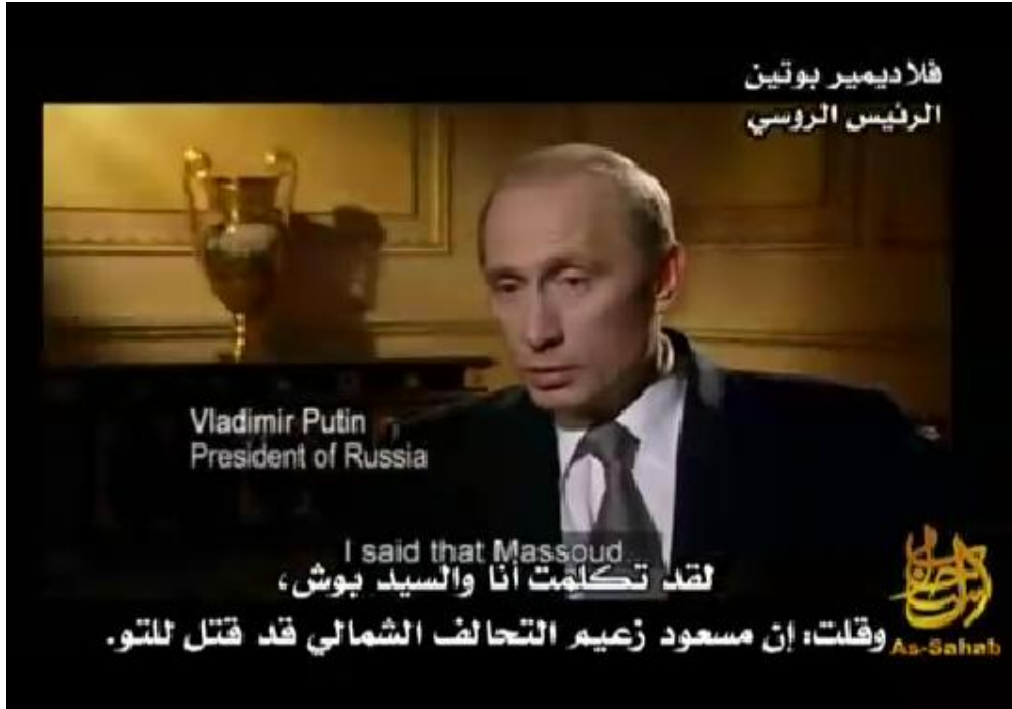 فلاديمير بوتين
الرئيس الروسي
Vladimir Putin
President of Russia
I said that Massoud...
لقد تكلمت أنا والسيد بوش،
وقلت: إن مسعود زعيم التحالف الشمالي قد قتل للتو.
السحاب
As-Sahab